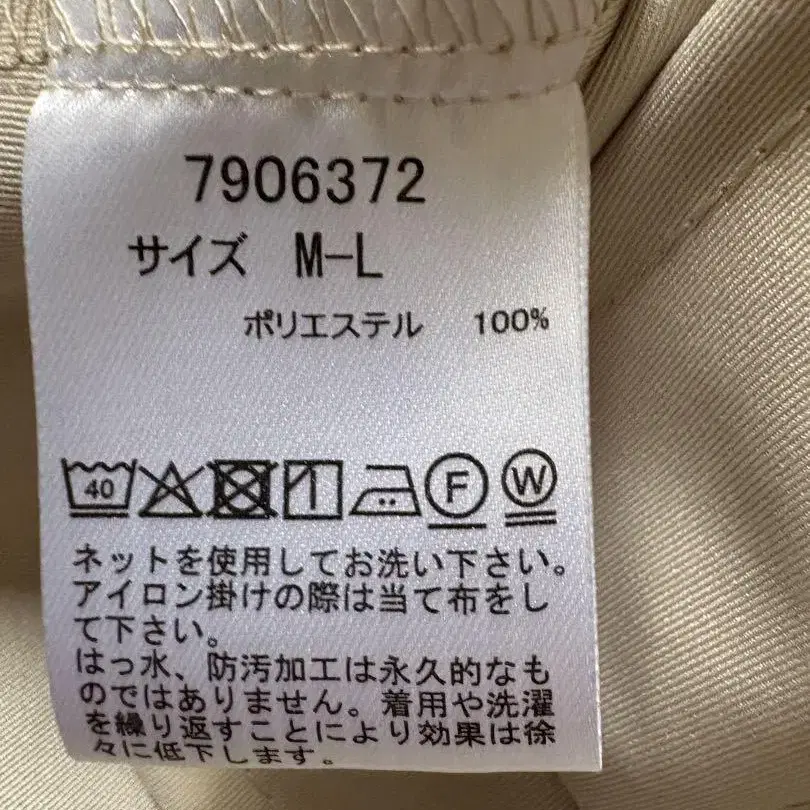 7906372
サイズ M-L
ポリエステル 100%
40 F W
ネットを使用してお洗い下さい。
アイロン掛けの際は当て布をし
て下さい。
はっ水、防汚加工は永久的なも
のではありません。着用や洗濯
を繰り返すことにより効果は徐
々に低下します。